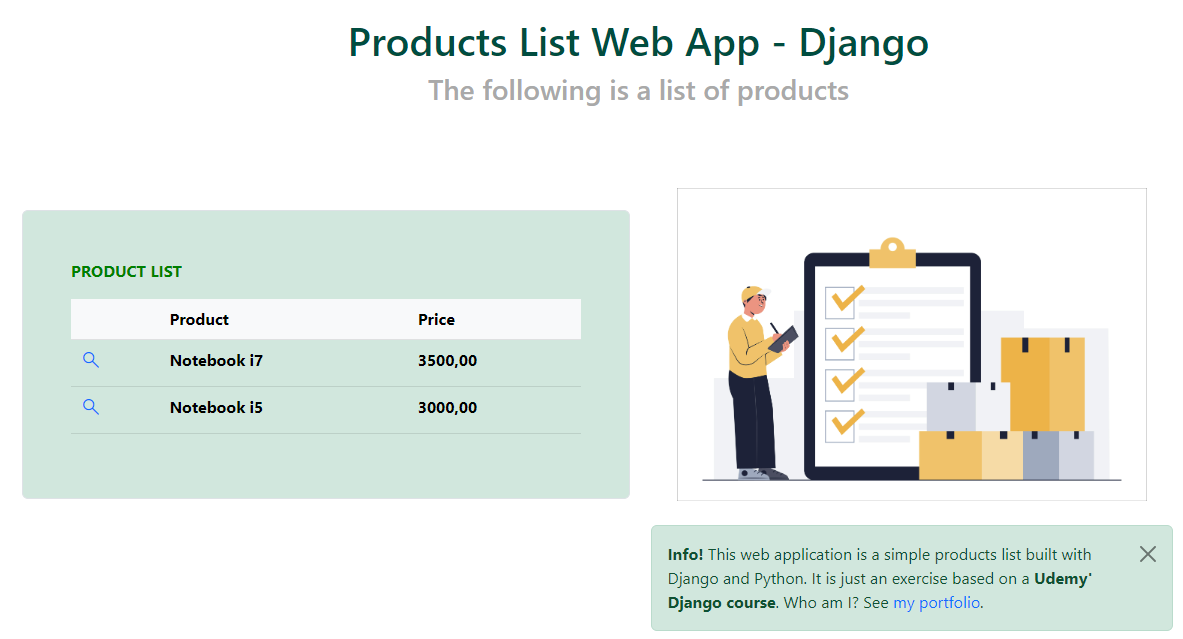 Products List Web App - Django
The following is a list of products
PRODUCT LIST
Product Price
Notebook i7 3500,00
Notebook i5 3000,00
Info! This web application is a simple products list built with
Django and Python. It is just an exercise based on a Udemy'
Django course. Who am I? See my portfolio.